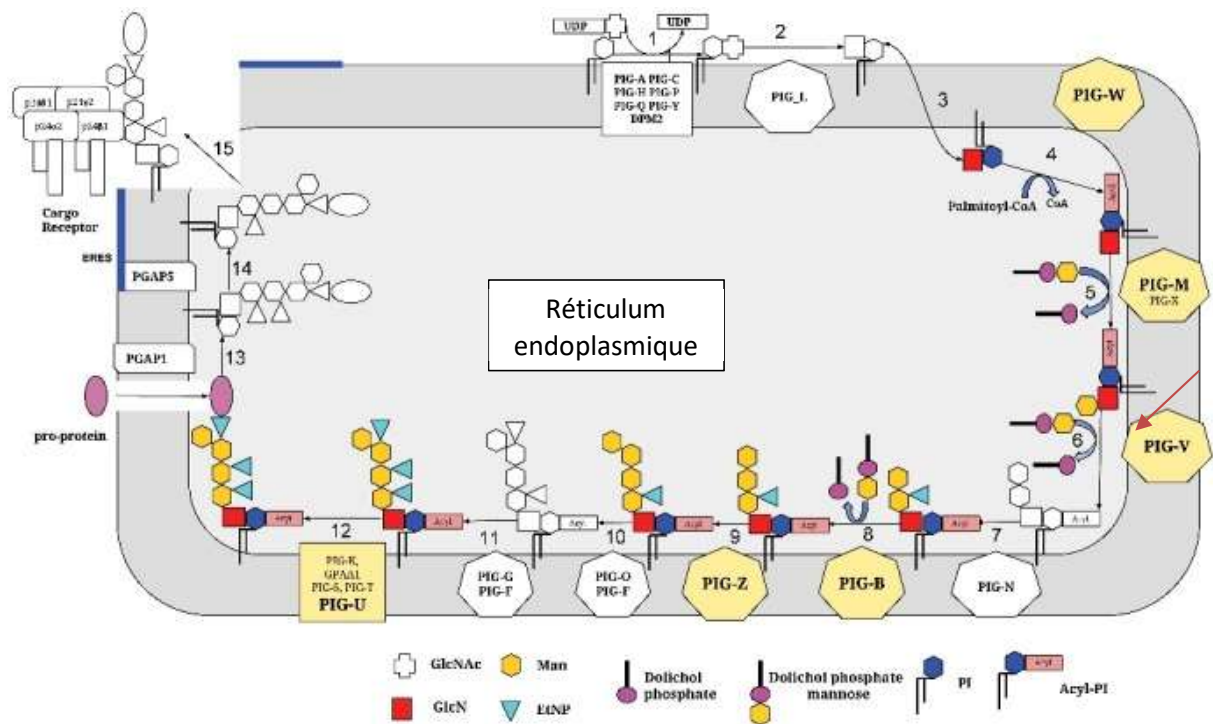 UDP
UDP
1
2
PIG-A PIG-C
PIG-H PIG-P
PIG-Q PIG-Y
DPM2
PIG_L
PIG-W
3
4
Palmitoyl-CoA
CoA
Acyl
15
Cargo
Receptor
ERES
PGAP5
14
PGAP1
13
pro-protein
Réticulum
endoplasmique
5
PIG-M
PIG-X
Acyl
6
PIG-V
Acyl
Acyl
Acyl
Acyl
Acyl
Acyl
12
11
10
9
8
7
PIG-K,
GPAA1
PIG-S, PIG-T
PIG-U
PIG-G
PIG-F
PIG-O
PIG-F
PIG-Z
PIG-B
PIG-N
GlcNAc
Man
GlcN
EtNP
Dolichol
phosphate
Dolichol phosphate
mannose
PI
Acyl
Acyl-PI